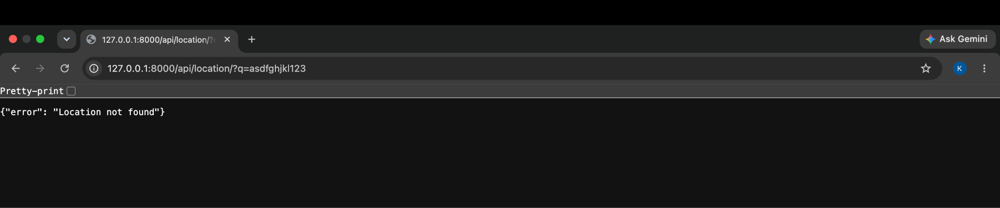 127.0.0.1:8000/api/location/?
Ask Gemini
127.0.0.1:8000/api/location/?q=asdfghjkl123
K
Pretty-print
{"error": "Location not found"}